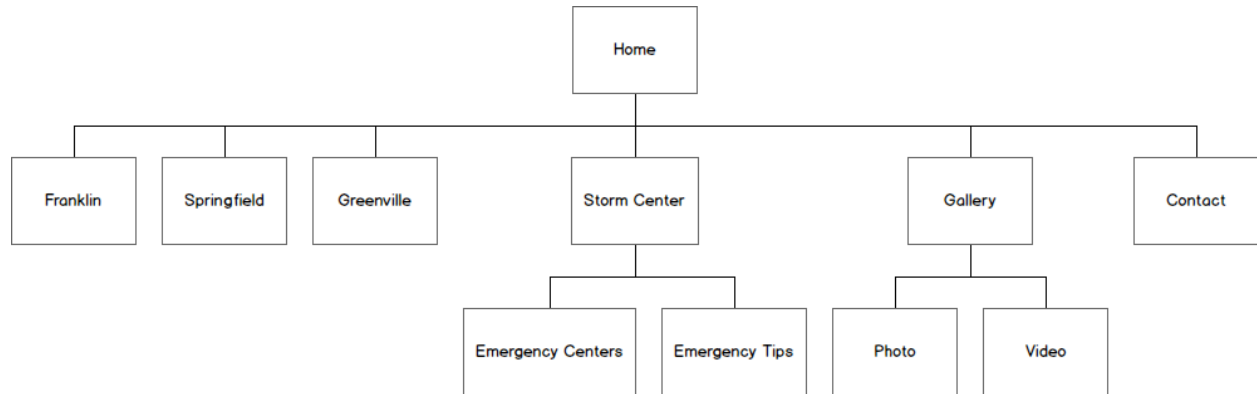 Home
Franklin
Springfield
Greenville
Storm Center
Gallery
Contact
Emergency Centers
Emergency Tips
Photo
Video